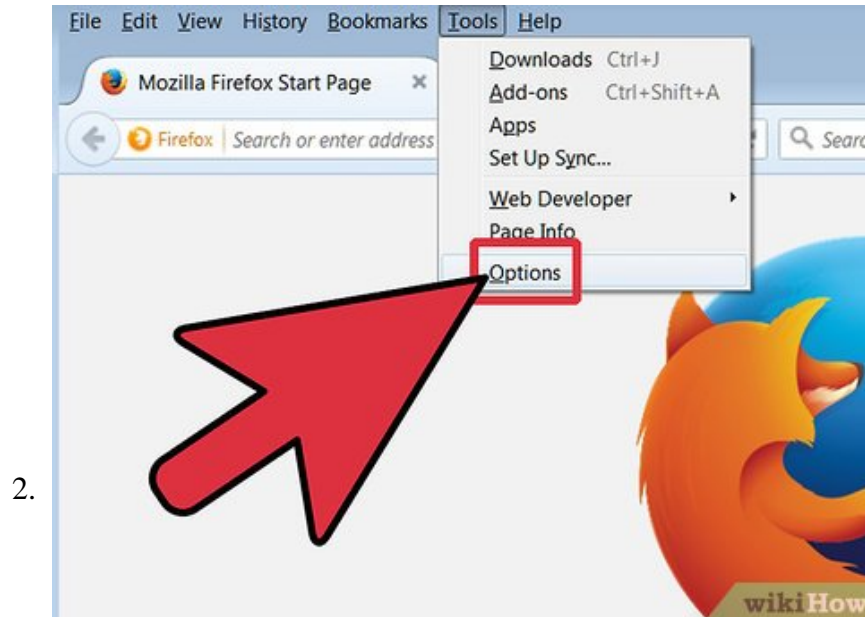 File Edit View History Bookmarks Tools Help
Downloads Ctrl+J
Mozilla Firefox Start Page ×
Add-ons Ctrl+Shift+A
Apps
Firefox Search or enter address
Searc
Set Up Sync...
Web Developer
Page Info
Options
2.
wikiHow